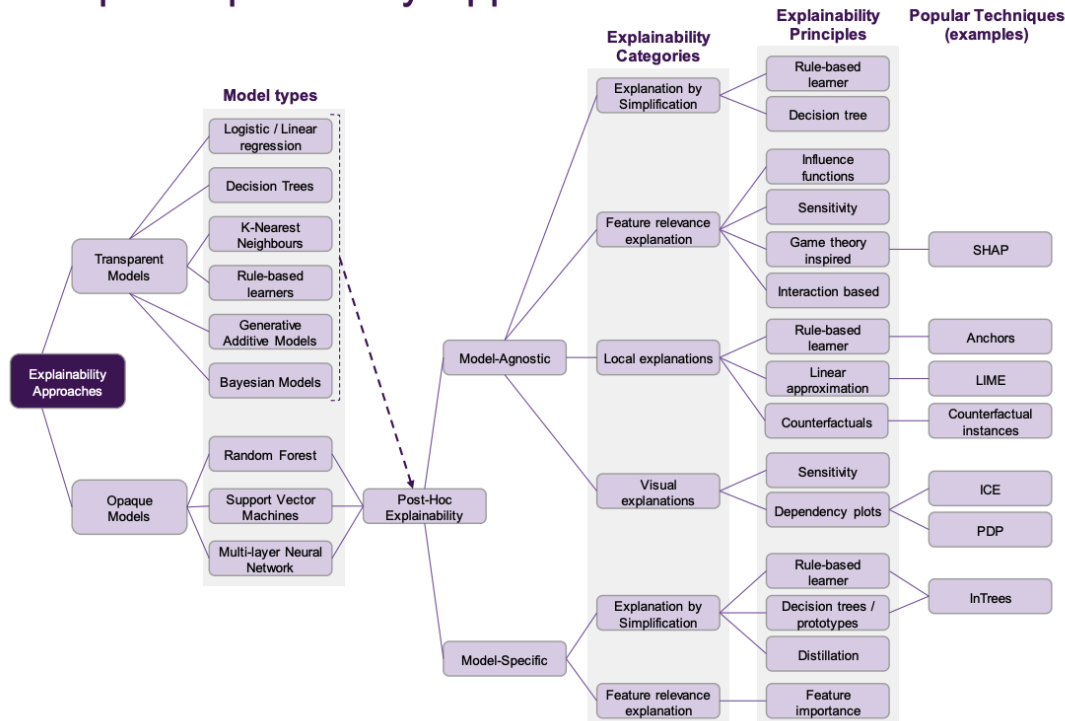 Explainability
Categories
Explainability
Principles
Popular Techniques
(examples)
Model types
Explainability
Approaches
Transparent
Models
Logistic / Linear
regression
Decision Trees
K-Nearest
Neighbours
Rule-based
learners
Generative
Additive Models
Bayesian Models
Opaque
Models
Random Forest
Support Vector
Machines
Multi-layer Neural
Network
Post-Hoc
Explainability
Model-Agnostic
Explanation by
Simplification
Rule-based
learner
Decision tree
Feature relevance
explanation
Influence
functions
Sensitivity
Game theory
inspired
SHAP
Interaction based
Local explanations
Rule-based
learner
Anchors
Linear
approximation
LIME
Counterfactuals
Counterfactual
instances
Visual
explanations
Sensitivity
Dependency plots
ICE
PDP
Model-Specific
Explanation by
Simplification
Rule-based
learner
Decision trees /
prototypes
InTrees
Distillation
Feature relevance
explanation
Feature
importance